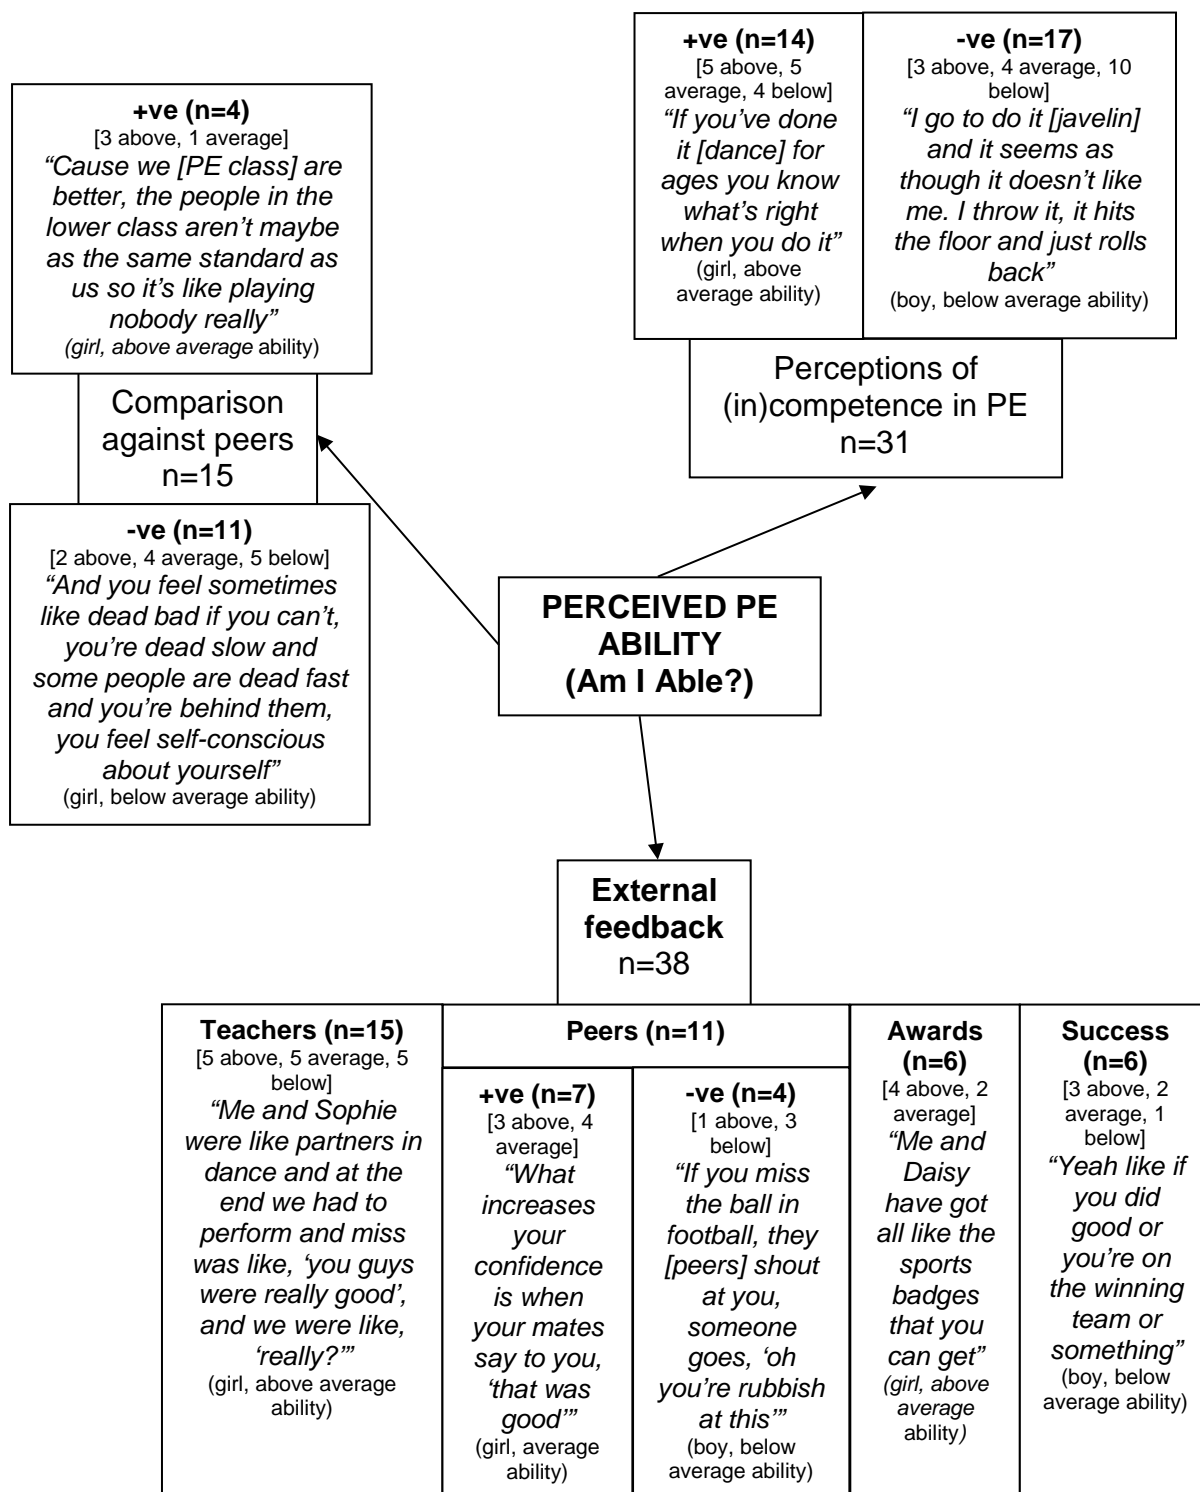 +ve (n=4)
[3 above, 1 average]
“Cause we [PE class] are
better, the people in the
lower class aren’t maybe
as the same standard as
us so it’s like playing
nobody really”
(girl, above average ability)
Comparison
against peers
n=15
-ve (n=11)
[2 above, 4 average, 5 below]
“And you feel sometimes
like dead bad if you can’t,
you’re dead slow and
some people are dead fast
and you’re behind them,
you feel self-conscious
about yourself”
(girl, below average ability)
+ve (n=14)
[5 above, 5
average, 4 below]
“If you’ve done
it [dance] for
ages you know
what’s right
when you do it”
(girl, above
average ability)
-ve (n=17)
[3 above, 4 average, 10
below]
“I go to do it [javelin]
and it seems as
though it doesn’t like
me. I throw it, it hits
the floor and just rolls
back”
(boy, below average ability)
Perceptions of
(in)competence in PE
n=31
PERCEIVED PE
ABILITY
(Am I Able?)
External
feedback
n=38
Teachers (n=15)
[5 above, 5 average, 5
below]
“Me and Sophie
were like partners in
dance and at the
end we had to
perform and miss
was like, ‘you guys
were really good’,
and we were like,
‘really?’”
(girl, above average
ability)
Peers (n=11)
+ve (n=7)
[3 above, 4
average]
“What
increases
your
confidence
is when
your mates
say to you,
‘that was
good’”
(girl, average
ability)
-ve (n=4)
[1 above, 3
below]
“If you miss
the ball in
football, they
[peers] shout
at you,
someone
goes, ‘oh
you’re rubbish
at this’”
(boy, below
average ability)
Awards
(n=6)
[4 above, 2
average]
“Me and
Daisy
have got
all like the
sports
badges
that you
can get”
(girl, above
average
ability)
Success
(n=6)
[3 above, 2
average, 1
below]
“Yeah like if
you did
good or
you’re on
the winning
team or
something”
(boy, below
average ability)